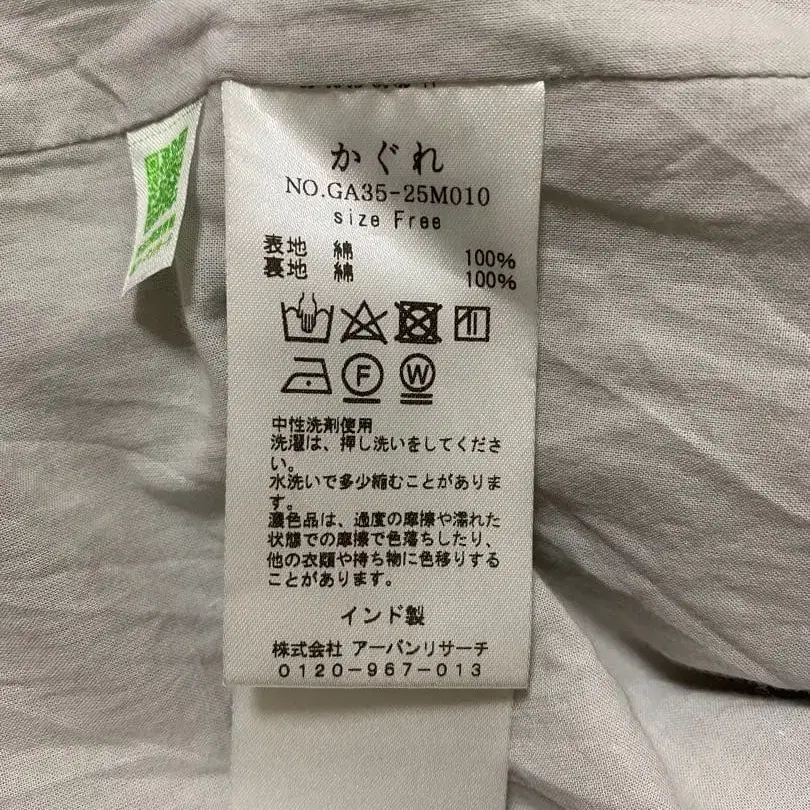 かぐれ
NO.GA35-25M010
size Free
表地 綿 100%
裏地 綿 100%
F
W
中性洗剤使用
洗濯は、押し洗いをしてくださ
い。
水洗いで多少縮むことがありま
す。
濃色品は、過度の摩擦や濡れた
状態での摩擦で色落ちしたり、
他の衣類や持ち物に色移りする
ことがあります。
インド製
株式会社 アーバンリサーチ
0120-967-013